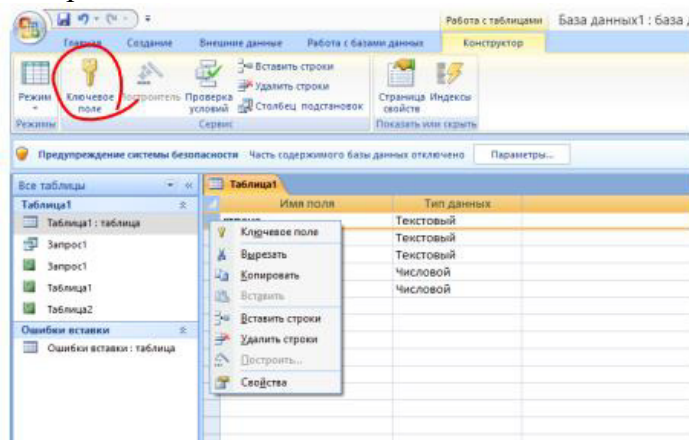 Работа с таблицами
База данных1 : база
Главная Создание Внешние данные Работа с базами данных Конструктор
Режим
Ключевое поле
Построитель
Проверка условий
Вставить строки
Удалить строки
Столбец подстановок
Страница свойств
Индексы
Режимы
Сервис
Показать или скрыть
Предупреждение системы безопасности Часть содержимого базы данных отключено Параметры...
Все таблицы
Таблица1
Таблица1 : таблица
Запрос1
Запрос1
Таблица1
Таблица2
Ошибки вставки
Ошибки вставки : таблица
Таблица1
Имя поля Тип данных
Текстовый
Текстовый
Текстовый
Числовой
Числовой
Ключевое поле
Вырезать
Копировать
Вставить
Вставить строки
Удалить строки
Построить...
Свойства